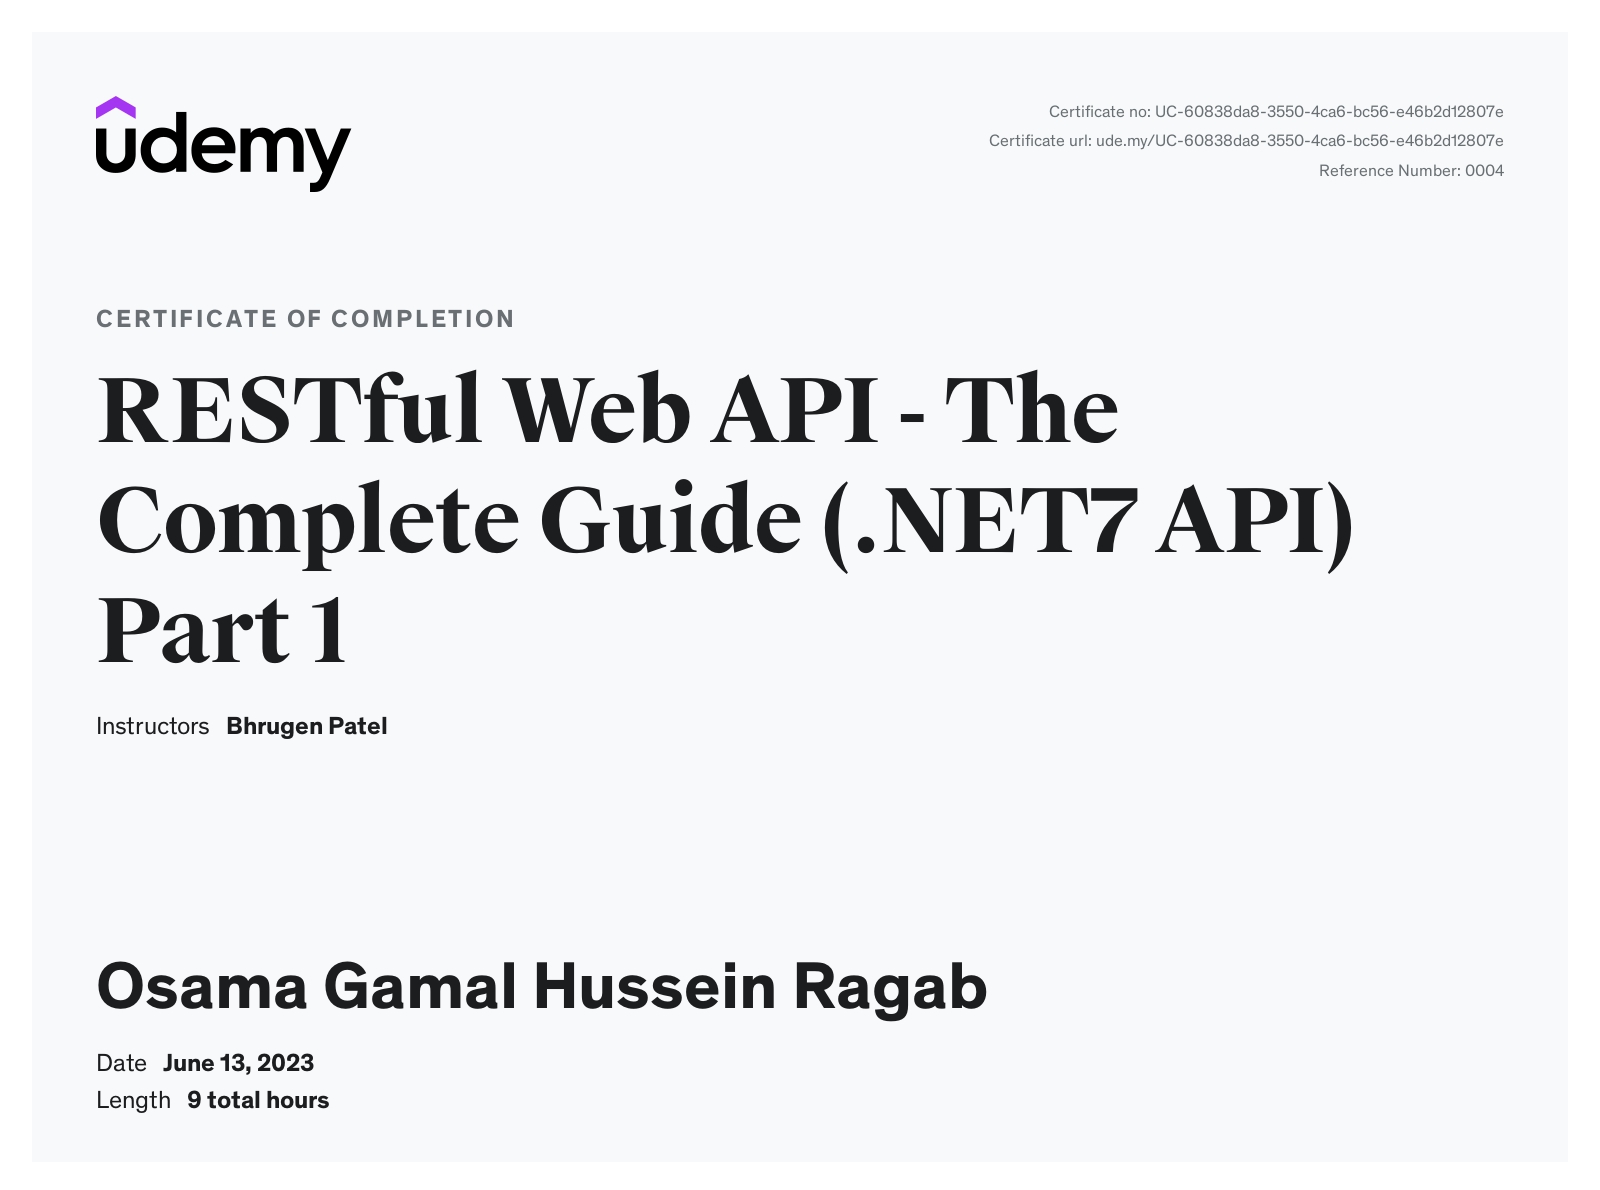 udemy
Certificate no: UC-60838da8-3550-4ca6-bc56-e46b2d12807e
Certificate url: ude.my/UC-60838da8-3550-4ca6-bc56-e46b2d12807e
Reference Number: 0004
CERTIFICATE OF COMPLETION
RESTful Web API - The
Complete Guide (.NET7 API)
Part 1
Instructors Bhrugen Patel
Osama Gamal Hussein Ragab
Date June 13, 2023
Length 9 total hours